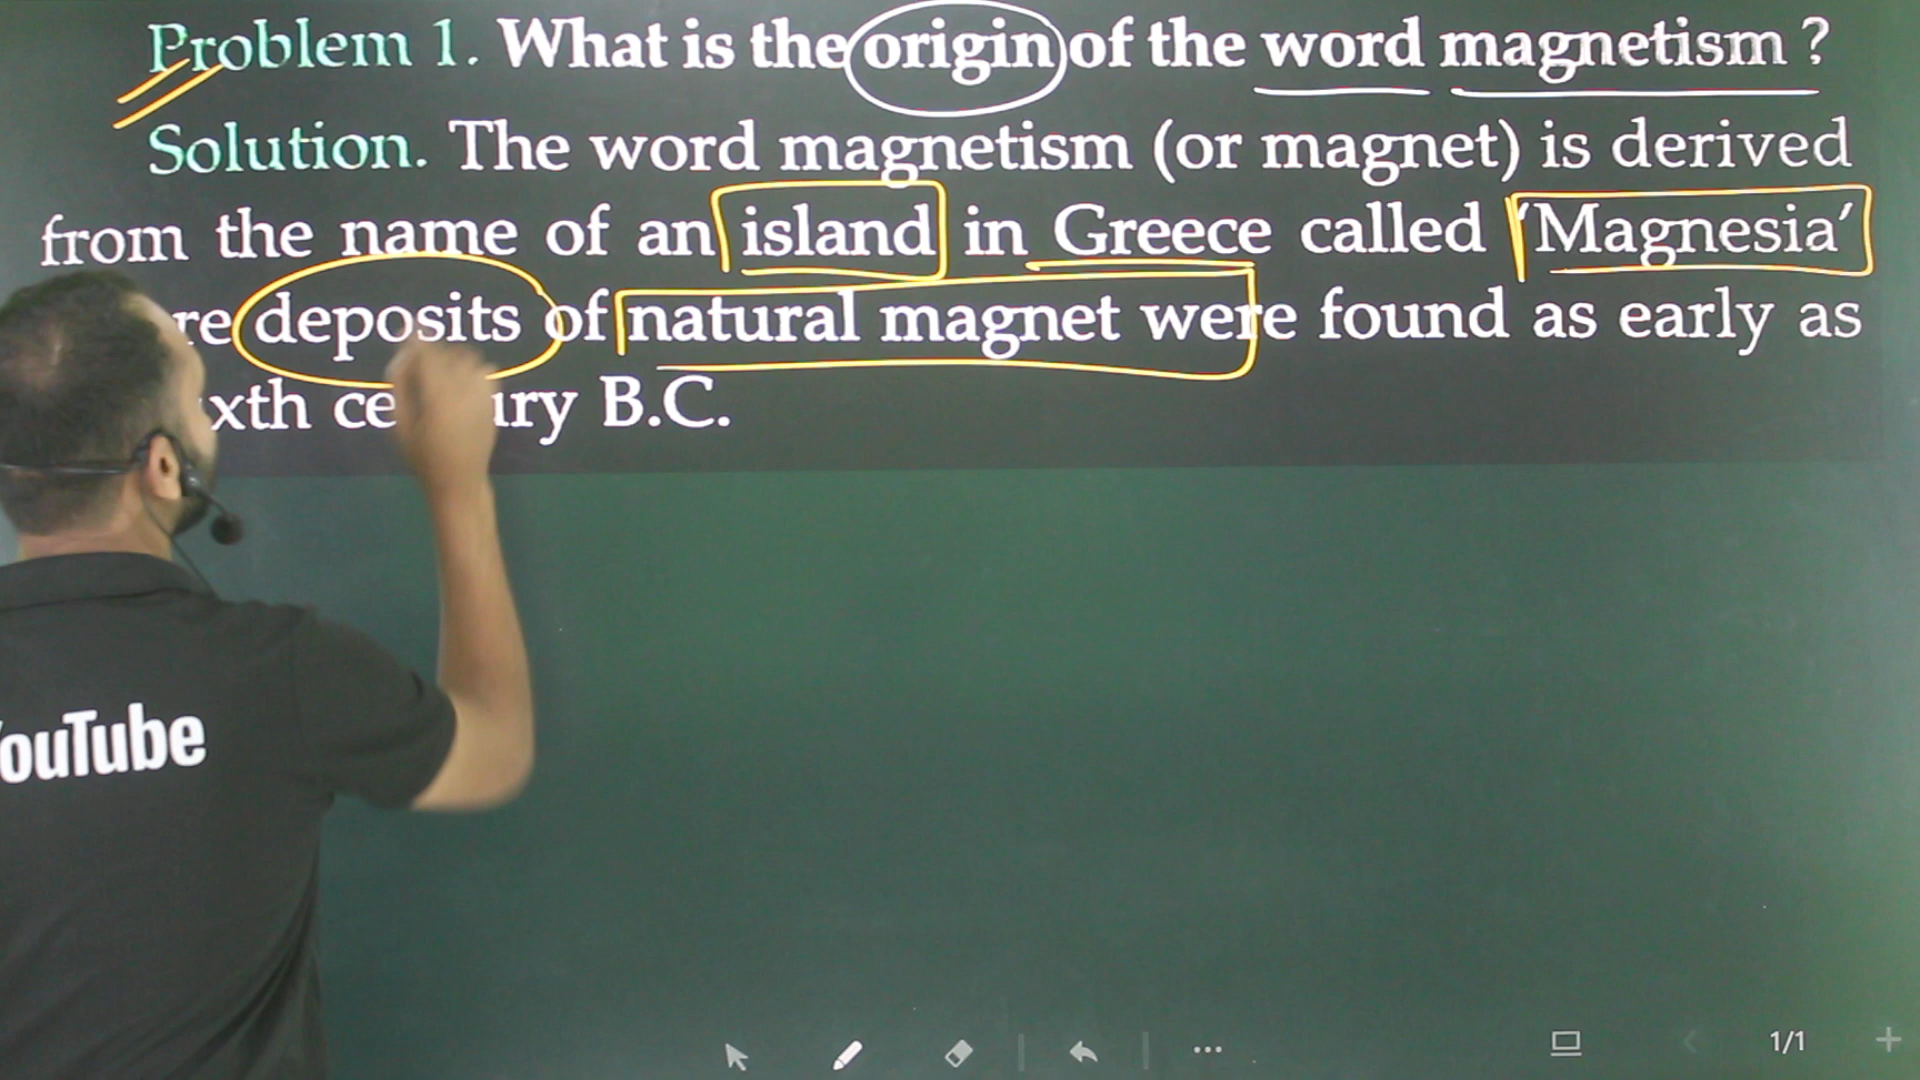 Problem 1. What is the origin of the word magnetism ?
Solution. The word magnetism (or magnet) is derived
from the name of an island in Greece called 'Magnesia'
re deposits of natural magnet were found as early as
xth ce ury B.C.
ouTube
1/1